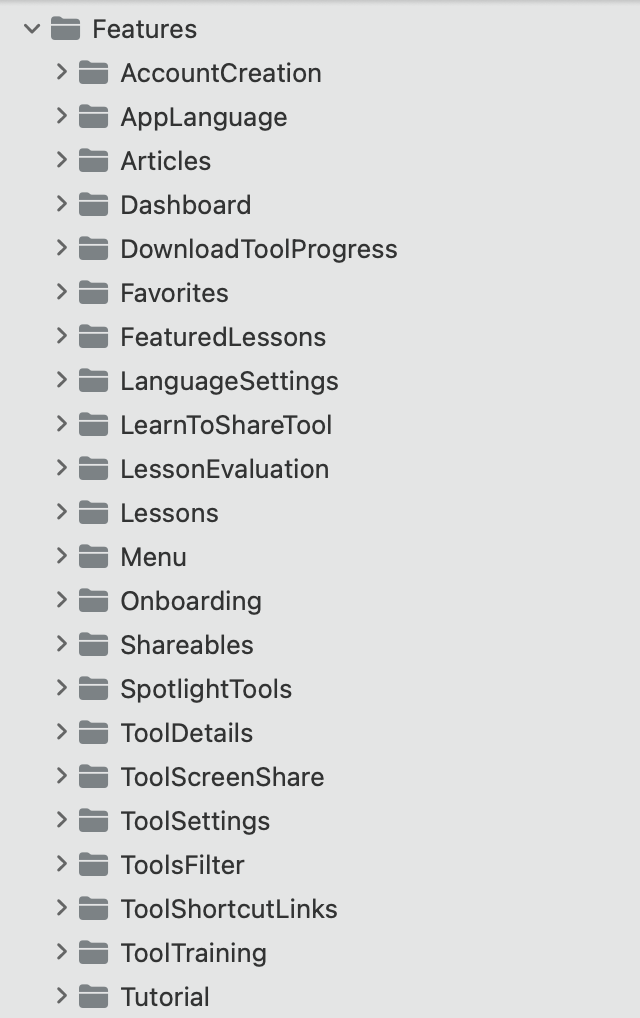 Features
AccountCreation
AppLanguage
Articles
Dashboard
DownloadToolProgress
Favorites
FeaturedLessons
LanguageSettings
LearnToShareTool
LessonEvaluation
Lessons
Menu
Onboarding
Shareables
SpotlightTools
ToolDetails
ToolScreenShare
ToolSettings
ToolsFilter
ToolShortcutLinks
ToolTraining
Tutorial